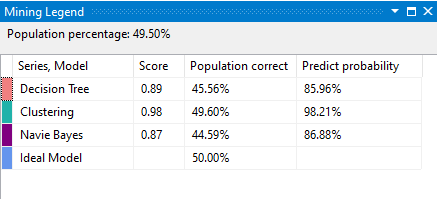 Mining Legend
Population percentage: 49.50%
Series, Model Score Population correct Predict probability
Decision Tree 0.89 45.56% 85.96%
Clustering 0.98 49.60% 98.21%
Navie Bayes 0.87 44.59% 86.88%
Ideal Model 50.00%